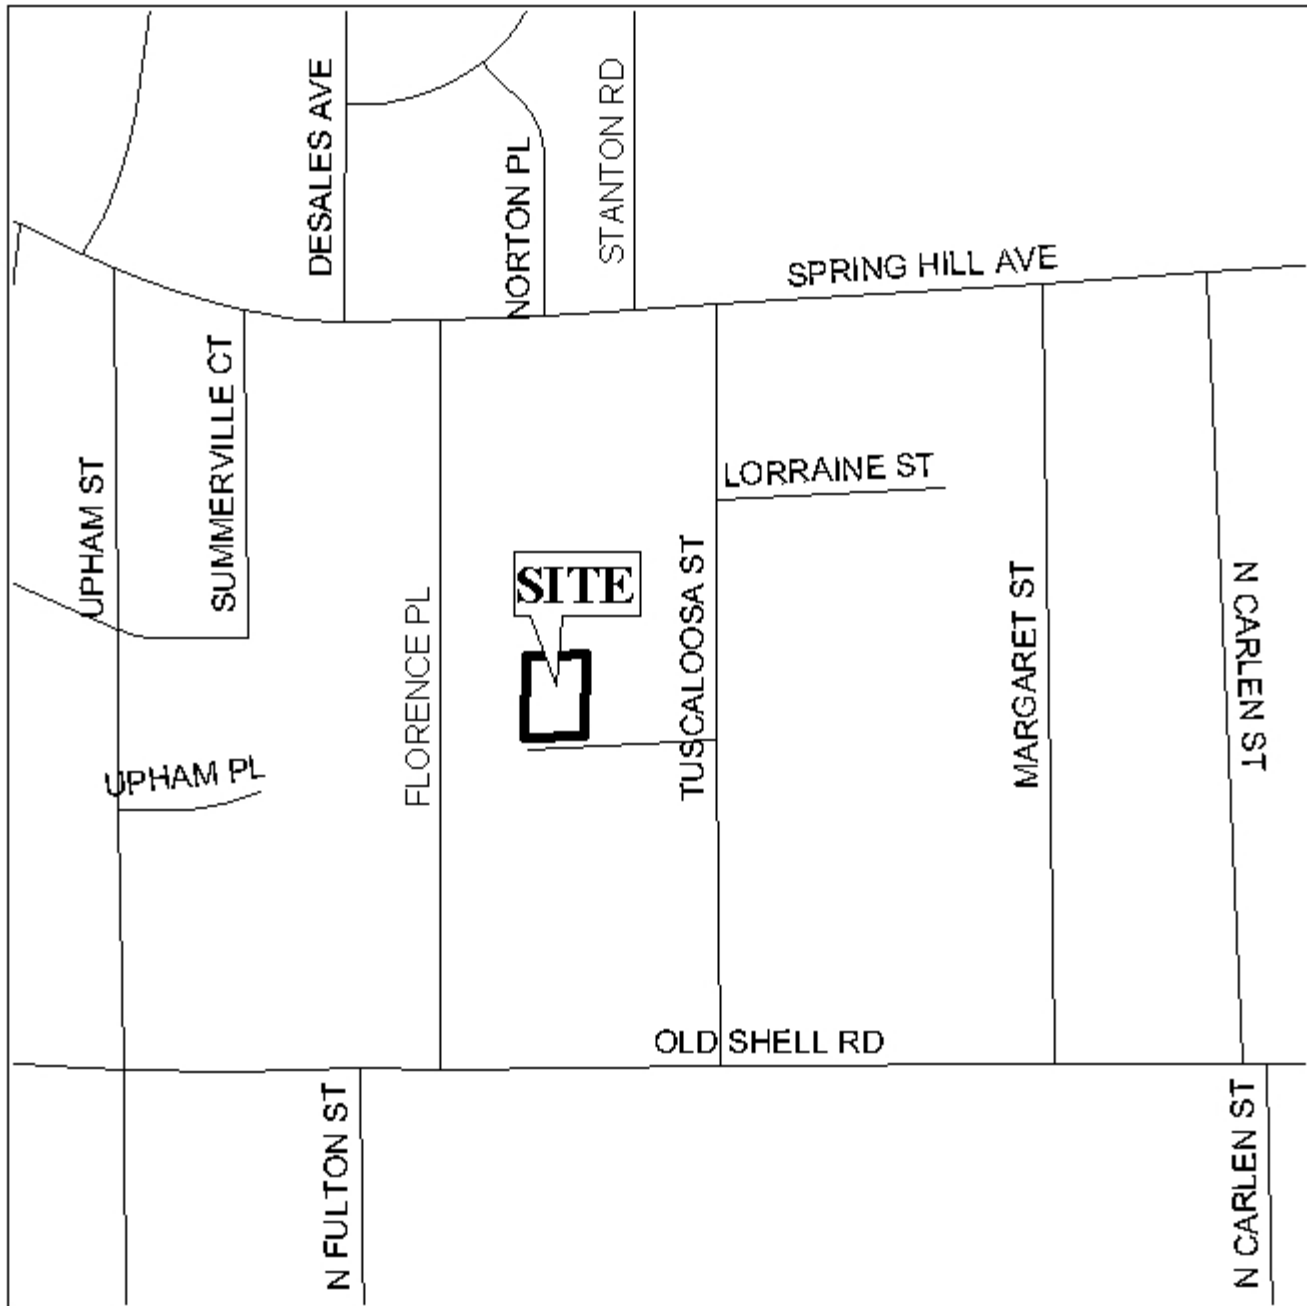 DESALES AVE
NORTON PL
STANTON RD
SPRING HILL AVE
UPHAM ST
SUMMERVILLE CT
LORRAINE ST
SITE
FLORENCE PL
TUSCALOOSA ST
MARGARET ST
N CARLEN ST
UPHAM PL
OLD SHELL RD
N FULTON ST
N CARLEN ST